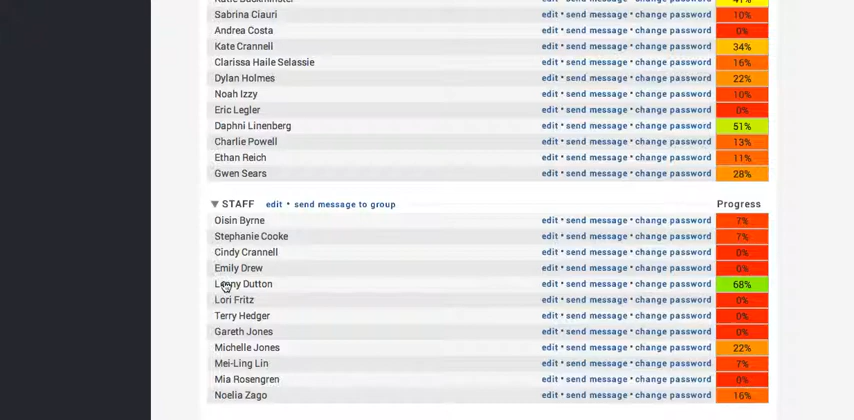 Sabrina Ciauri edit • send message • change password 10%
Andrea Costa edit • send message • change password 0%
Kate Crannell edit • send message • change password 34%
Clarissa Haile Selassie edit • send message • change password 16%
Dylan Holmes edit • send message • change password 22%
Noah Izzy edit • send message • change password 10%
Eric Legler edit • send message • change password 0%
Daphni Linenberg edit • send message • change password 51%
Charlie Powell edit • send message • change password 13%
Ethan Reich edit • send message • change password 11%
Gwen Sears edit • send message • change password 28%
STAFF edit • send message to group Progress
Oisin Byrne edit • send message • change password 7%
Stephanie Cooke edit • send message • change password 7%
Cindy Crannell edit • send message • change password 0%
Emily Drew edit • send message • change password 0%
Dutton edit • send message • change password 68%
Lori Fritz edit • send message • change password 0%
Terry Hedger edit • send message • change password 0%
Gareth Jones edit • send message • change password 0%
Michelle Jones edit • send message • change password 22%
Mei-Ling Lin edit • send message • change password 7%
Mia Rosengren edit • send message • change password 0%
Noelia Zago edit • send message • change password 16%